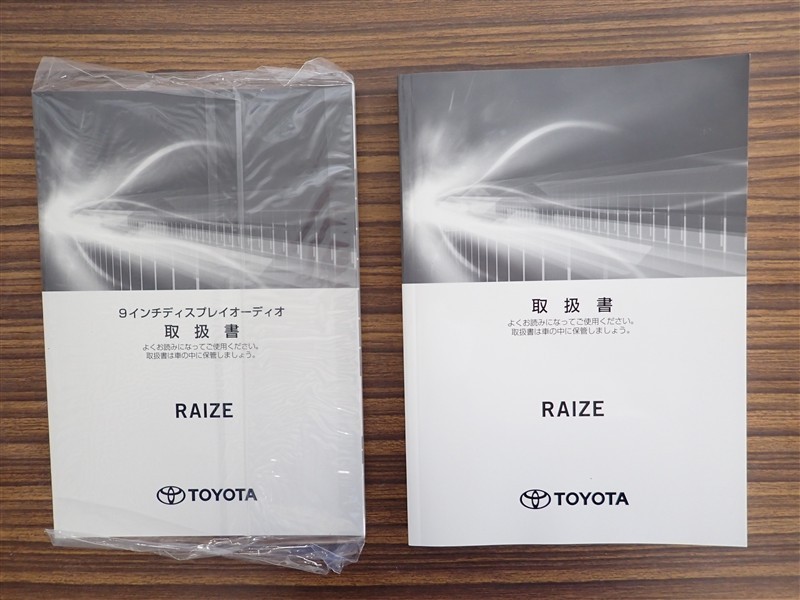 9インチディスプレイオーディオ
取扱書
よくお読みになってご使用ください。
取扱書は車の中に保管しましょう。
RAIZE
TOYOTA
取扱書
よくお読みになってご使用ください。
取扱書は車の中に保管しましょう。
RAIZE
TOYOTA